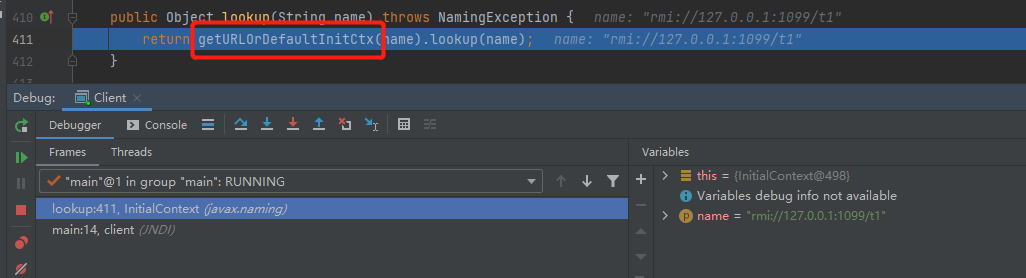 410 public Object lookup(String name) throws NamingException { name: "rmi://127.0.0.1:1099/t1"
411 return getURLOrDefaultInitCtx(name).lookup(name); name: "rmi://127.0.0.1:1099/t1"
412 }
Debug: Client
Debugger Console
Frames Threads Variables
"main"@1 in group "main": RUNNING
this = {InitialContext@498}
lookup:411, InitialContext (javax.naming)
Variables debug info not available
main:14, client (JNDI)
p name = "rmi://127.0.0.1:1099/t1"